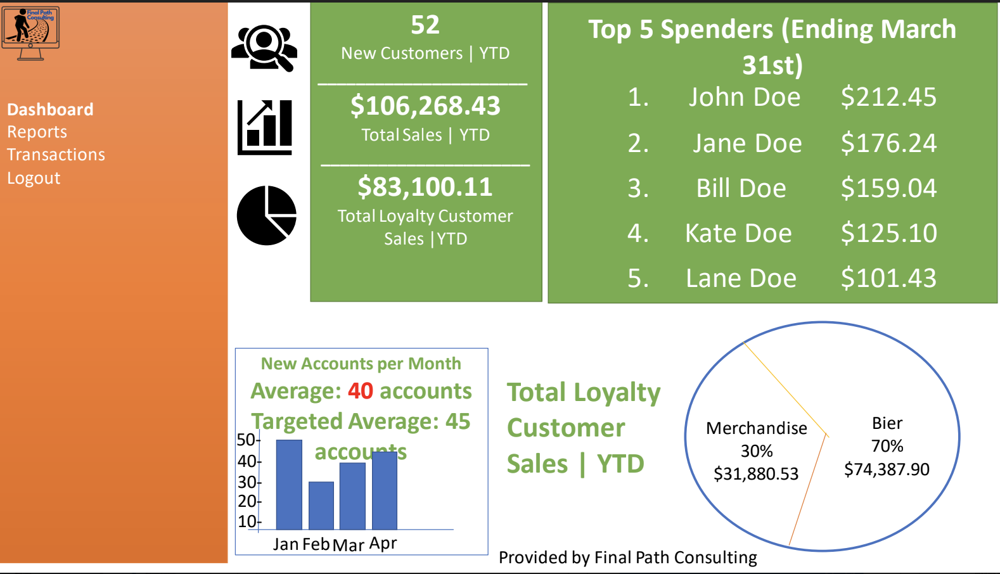 Final Path
Consulting
Dashboard
Reports
Transactions
Logout
52
New Customers | YTD
$106,268.43
Total Sales | YTD
$83,100.11
Total Loyalty Customer
Sales |YTD
Top 5 Spenders (Ending March
31st)
1. John Doe $212.45
2. Jane Doe $176.24
3. Bill Doe $159.04
4. Kate Doe $125.10
5. Lane Doe $101.43
New Accounts per Month
Average: 40 accounts
Targeted Average: 45
accounts
50-
40-
30-
20-
10-
Jan Feb Mar Apr
Total Loyalty
Customer
Sales | YTD
Merchandise
30%
$31,880.53
Bier
70%
$74,387.90
Provided by Final Path Consulting